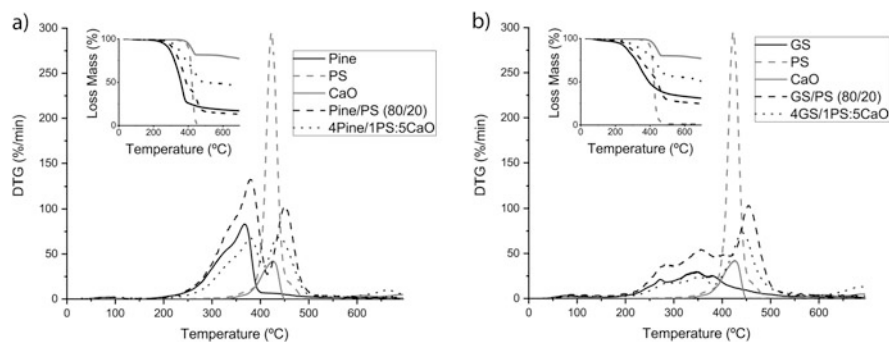 a)
300
250
200
150
100
50
0
DTG (%/min)
0 100 200 300 400 500 600
Temperature (ºC)
Loss Mass (%)
100
50
0
0 200 400 600
Temperature (ºC)
Pine
PS
CaO
Pine/PS (80/20)
4Pine/1PS:5CaO
b)
300
250
200
150
100
50
0
DTG (%/min)
0 100 200 300 400 500 600
Temperature (ºC)
Loss Mass (%)
100
50
0
0 200 400 600
Temperature (ºC)
GS
PS
CaO
GS/PS (80/20)
4GS/1PS:5CaO